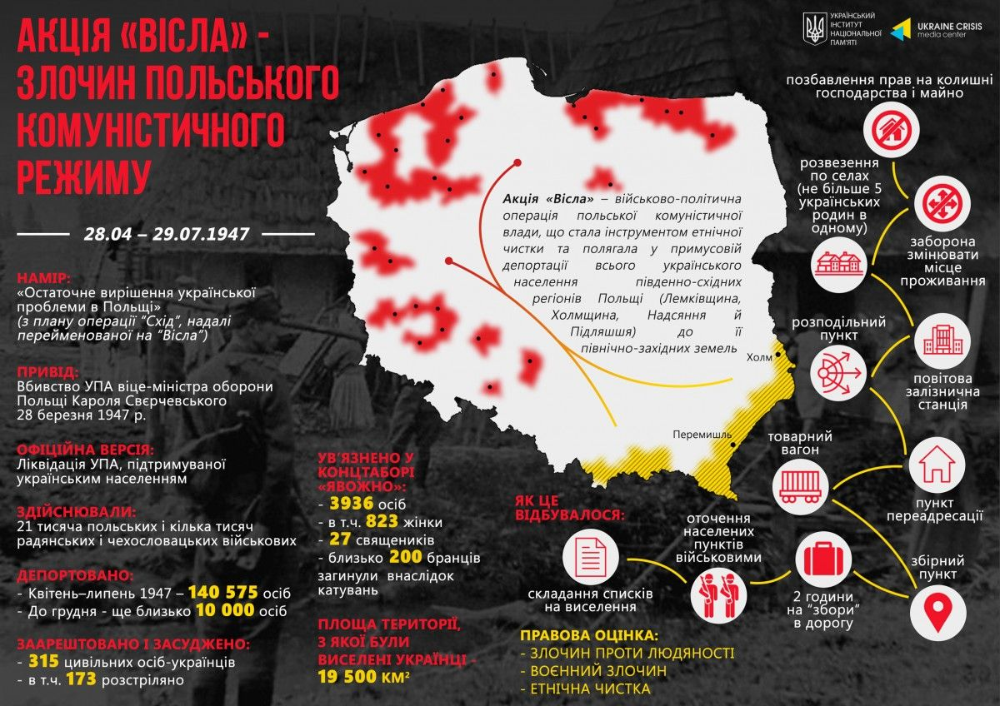 АКЦІЯ «ВІСЛА» -
ЗЛОЧИН ПОЛЬСЬКОГО
КОМУНІСТИЧНОГО
РЕЖИМУ
28.04 – 29.07.1947
НАМІР:
«Остаточне вирішення української
проблеми в Польщі»
(з плану операції “Схід”, надалі
перейменованої на “Вісла”)
ПРИВІД:
Вбивство УПА віце-міністра оборони
Польщі Кароля Свєрчевського
28 березня 1947 р.
ОФІЦІЙНА ВЕРСІЯ:
Ліквідація УПА, підтримуваної
українським населенням
ЗДІЙСНЮВАЛИ:
21 тисяча польських і кілька тисяч
радянських і чехословацьких військових
ДЕПОРТОВАНО:
- Квітень–липень 1947 – 140 575 осіб
- До грудня - ще близько 10 000 осіб
ЗААРЕШТОВАНО І ЗАСУДЖЕНО:
- 315 цивільних осіб-українців
- в т.ч. 173 розстріляно
УВ’ЯЗНЕНО У
КОНЦТАБОРІ
«ЯВОЖНО»:
- 3936 осіб
- в т.ч. 823 жінки
- 27 священиків
- близько 200 бранців
загинули внаслідок
катувань
ПЛОЩА ТЕРИТОРІЇ,
З ЯКОЇ БУЛИ
ВИСЕЛЕНІ УКРАЇНЦІ -
19 500 КМ²
Акція «Вісла» – військово-політична
операція польської комуністичної
влади, що стала інструментом етнічної
чистки та полягала у примусовій
депортації всього українського
населення південно-східних
регіонів Польщі (Лемківщина,
Холмщина, Надсяння й
Підляшшя) до її
північно-західних земель
Холм
Перемишль
УКРАЇНСЬКИЙ
ІНСТИТУТ
НАЦІОНАЛЬНОЇ
ПАМ'ЯТІ
UKRAINE CRISIS
media center
ЯК ЦЕ
ВІДБУВАЛОСЯ:
складання списків
на виселення
оточення
населених
пунктів
військовими
2 години
на “збори”
в дорогу
збірний
пункт
товарний
вагон
пункт
переадресації
розподільний
пункт
повітова
залізнична
станція
розвезення
по селах
(не більше 5
українських
родин в
одному)
заборона
змінювати
місце
проживання
позбавлення прав на колишні
господарства і майно
ПРАВОВА ОЦІНКА:
- ЗЛОЧИН ПРОТИ ЛЮДЯНОСТІ
- ВОЄННИЙ ЗЛОЧИН
- ЕТНІЧНА ЧИСТКА